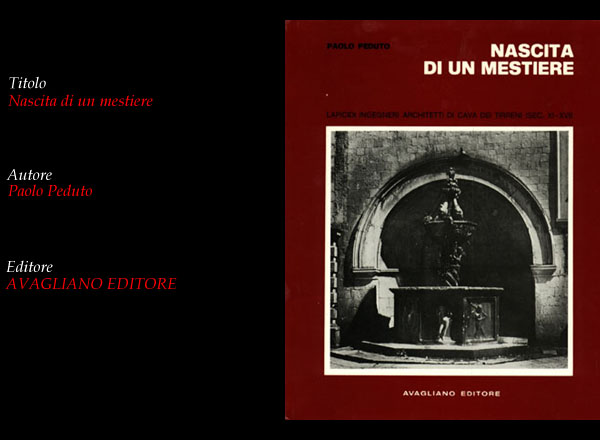 Titolo
Nascita di un mestiere
Autore
Paolo Peduto
Editore
AVAGLIANO EDITORE
PAOLO PEDUTO
NASCITA
DI UN MESTIERE
LAPICIDI INGEGNERI ARCHITETTI DI CAVA DEI TIRRENI (SEC. XI-XVI)
AVAGLIANO EDITORE